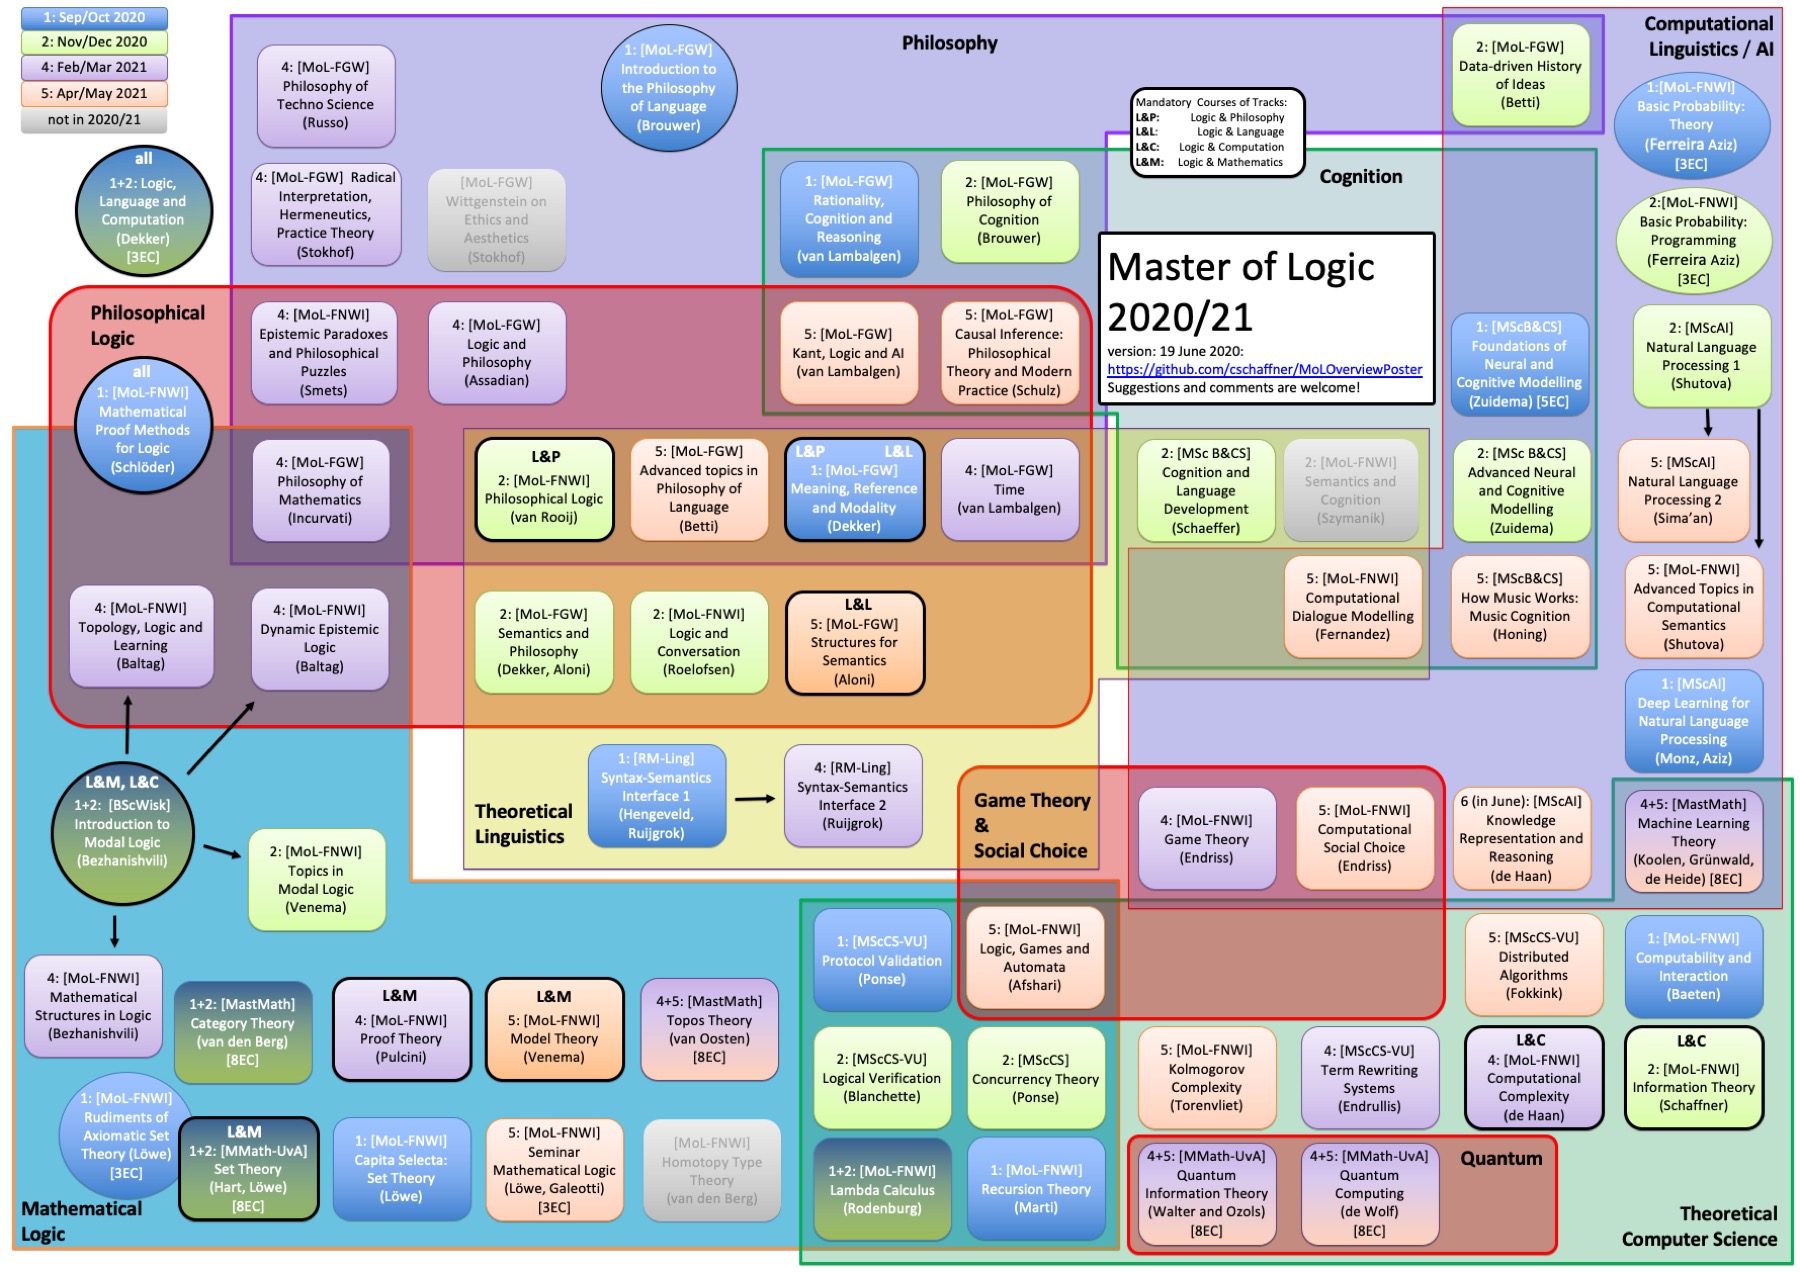 1: Sep/Oct 2020
2: Nov/Dec 2020
4: Feb/Mar 2021
5: Apr/May 2021
not in 2020/21
all
1+2: Logic,
Language and
Computation
(Dekker)
[3EC]
Philosophy
4: [MoL-FGW]
Philosophy of
Techno Science
(Russo)
1: [MoL-FGW]
Introduction to
the Philosophy
of Language
(Brouwer)
Mandatory Courses of Tracks:
L&P: Logic & Philosophy
L&L: Logic & Language
L&C: Logic & Computation
L&M: Logic & Mathematics
2: [MoL-FGW]
Data-driven History
of Ideas
(Betti)
Computational
Linguistics / AI
1:[MoL-FNWI]
Basic Probability:
Theory
(Ferreira Aziz)
[3EC]
4: [MoL-FGW] Radical
Interpretation,
Hermeneutics,
Practice Theory
(Stokhof)
[MoL-FGW]
Wittgenstein on
Ethics and
Aesthetics
(Stokhof)
1: [MoL-FGW]
Rationality,
Cognition and
Reasoning
(van Lambalgen)
2: [MoL-FGW]
Philosophy of
Cognition
(Brouwer)
Cognition
2:[MoL-FNWI]
Basic Probability:
Programming
(Ferreira Aziz)
[3EC]
Master of Logic
2020/21
version: 19 June 2020:
https://github.com/cschaffner/MoLOverviewPoster
Suggestions and comments are welcome!
Philosophical
Logic
all
1: [MoL-FNWI]
Mathematical
Proof Methods
for Logic
(Schlöder)
4: [MoL-FNWI]
Epistemic Paradoxes
and Philosophical
Puzzles
(Smets)
4: [MoL-FGW]
Logic and
Philosophy
(Assadian)
5: [MoL-FGW]
Kant, Logic and AI
(van Lambalgen)
5: [MoL-FGW]
Causal Inference:
Philosophical
Theory and Modern
Practice (Schulz)
1: [MScB&CS]
Foundations of
Neural and
Cognitive Modelling
(Zuidema) [5EC]
2: [MScAI]
Natural Language
Processing 1
(Shutova)
4: [MoL-FGW]
Philosophy of
Mathematics
(Incurvati)
L&P
2: [MoL-FNWI]
Philosophical Logic
(van Rooij)
5: [MoL-FGW]
Advanced topics in
Philosophy of
Language
(Betti)
L&P L&L
1: [MoL-FGW]
Meaning, Reference
and Modality
(Dekker)
4: [MoL-FGW]
Time
(van Lambalgen)
2: [MSc B&CS]
Cognition and
Language
Development
(Schaeffer)
2: [MoL-FNWI]
Semantics and
Cognition
(Szymanik)
2: [MSc B&CS]
Advanced Neural
and Cognitive
Modelling
(Zuidema)
5: [MScAI]
Natural Language
Processing 2
(Sima'an)
4: [MoL-FNWI]
Topology, Logic and
Learning
(Baltag)
4: [MoL-FNWI]
Dynamic Epistemic
Logic
(Baltag)
2: [MoL-FGW]
Semantics and
Philosophy
(Dekker, Aloni)
2: [MoL-FNWI]
Logic and
Conversation
(Roelofsen)
L&L
5: [MoL-FGW]
Structures for
Semantics
(Aloni)
5: [MoL-FNWI]
Computational
Dialogue Modelling
(Fernandez)
5: [MScB&CS]
How Music Works:
Music Cognition
(Honing)
5: [MoL-FNWI]
Advanced Topics in
Computational
Semantics
(Shutova)
1: [MScAI]
Deep Learning for
Natural Language
Processing
(Monz, Aziz)
L&M, L&C
1+2: [BScWisk]
Introduction to
Modal Logic
(Bezhanishvili)
2: [MoL-FNWI]
Topics in
Modal Logic
(Venema)
Theoretical
Linguistics
1: [RM-Ling]
Syntax-Semantics
Interface 1
(Hengeveld,
Ruijgrok)
4: [RM-Ling]
Syntax-Semantics
Interface 2
(Ruijgrok)
Game Theory
&
Social Choice
4: [MoL-FNWI]
Game Theory
(Endriss)
5: [MoL-FNWI]
Computational
Social Choice
(Endriss)
6 (in June): [MScAI]
Knowledge
Representation and
Reasoning
(de Haan)
4+5: [MastMath]
Machine Learning
Theory
(Koolen, Grünwald,
de Heide) [8EC]
4: [MoL-FNWI]
Mathematical
Structures in Logic
(Bezhanishvili)
1+2: [MastMath]
Category Theory
(van den Berg)
[8EC]
L&M
4: [MoL-FNWI]
Proof Theory
(Pulcini)
L&M
5: [MoL-FNWI]
Model Theory
(Venema)
4+5: [MastMath]
Topos Theory
(van Oosten)
[8EC]
1: [MScCS-VU]
Protocol Validation
(Ponse)
5: [MoL-FNWI]
Logic, Games and
Automata
(Afshari)
5: [MScCS-VU]
Distributed
Algorithms
(Fokkink)
1: [MoL-FNWI]
Computability and
Interaction
(Baeten)
2: [MScCS-VU]
Logical Verification
(Blanchette)
2: [MScCS]
Concurrency Theory
(Ponse)
5: [MoL-FNWI]
Kolmogorov
Complexity
(Torenvliet)
4: [MScCS-VU]
Term Rewriting
Systems
(Endrullis)
L&C
4: [MoL-FNWI]
Computational
Complexity
(de Haan)
L&C
2: [MoL-FNWI]
Information Theory
(Schaffner)
1: [MoL-FNWI]
Rudiments of
Axiomatic Set
Theory (Löwe)
[3EC]
L&M
1+2: [MMath-UvA]
Set Theory
(Hart, Löwe)
[8EC]
1: [MoL-FNWI]
Capita Selecta:
Set Theory
(Löwe)
5: [MoL-FNWI]
Seminar
Mathematical Logic
(Löwe, Galeotti)
[3EC]
[MoL-FNWI]
Homotopy Type
Theory
(van den Berg)
1+2: [MoL-FNWI]
Lambda Calculus
(Rodenburg)
1: [MoL-FNWI]
Recursion Theory
(Marti)
4+5: [MMath-UvA]
Quantum
Information Theory
(Walter and Ozols)
[8EC]
4+5: [MMath-UvA]
Quantum
Computing
(de Wolf)
[8EC]
Quantum
Mathematical
Logic
Theoretical
Computer Science